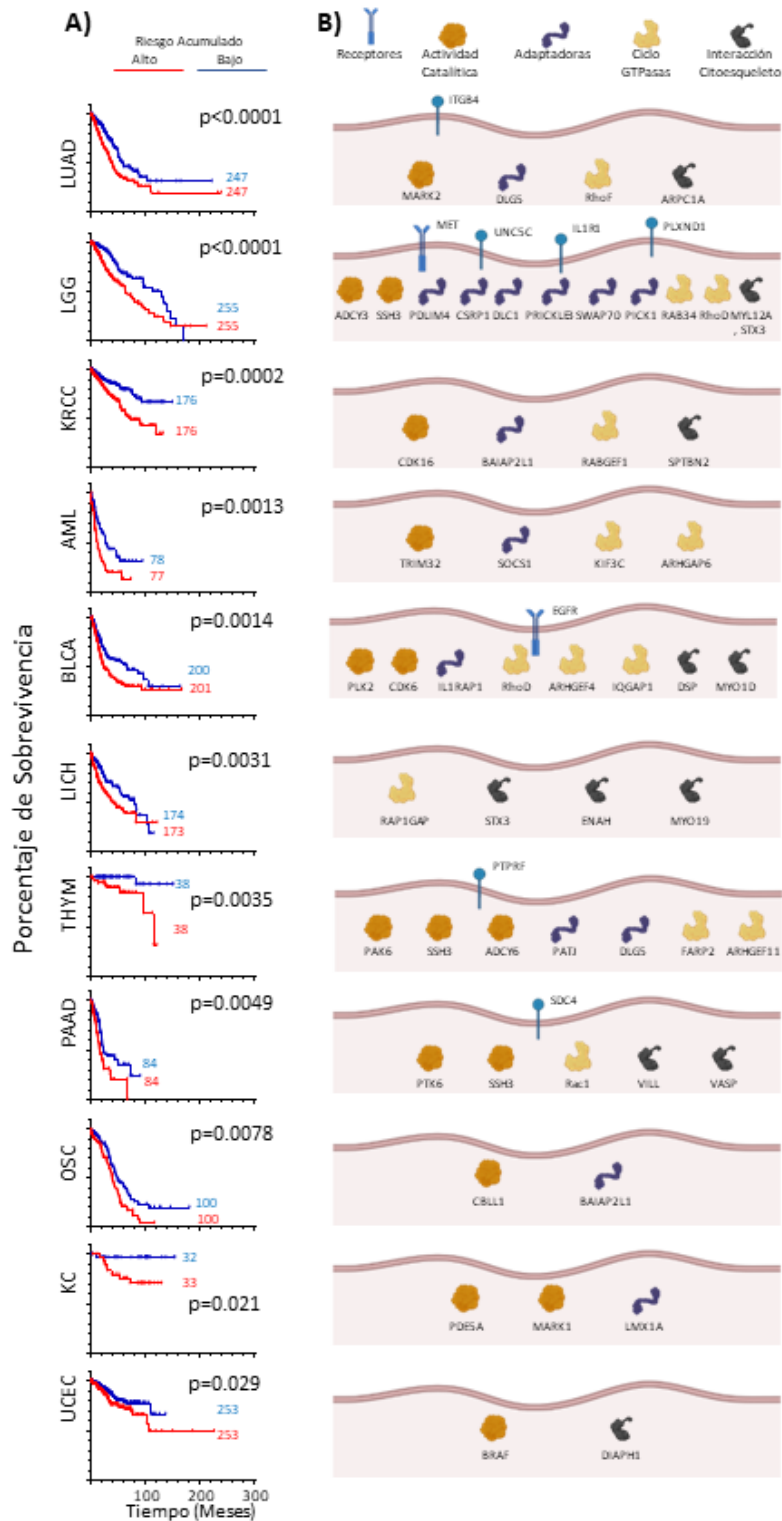 A)
Riesgo Acumulado
Alto Bajo
B)
Receptores
Actividad
Catalítica
Adaptadoras
Ciclo
GTPasas
Interacción
Citoesqueleto
Porcentaje de Sobrevivencia
LUAD
p<0.0001
247
247
ITGB4
MARK2 DLG5 RhoF ARPC1A
LGG
p<0.0001
255
255
MET UNC5C IL1R1 PLXND1
ADCY3 SSH3 PDLIM4 CSRP1 DLC1 PRICKLE3 SWAP70 PICK1 RAB34 RhoD MYL12A
, STX3
KRCC
p=0.0002
176
176
CDK16 BAIAP2L1 RABGEF1 SPTBN2
AML
p=0.0013
78
77
TRIM32 SOCS1 KIF3C ARHGAP6
BLCA
p=0.0014
200
201
EGFR
PLK2 CDK6 IL1RAP1 RhoD ARHGEF4 IQGAP1 DSP MYO1D
LICH
p=0.0031
174
173
RAP1GAP STX3 ENAH MYO19
THYM
38
p=0.0035
38
PTPRF
PAK6 SSH3 ADCY6 PATJ DLG5 FARP2 ARHGEF11
PAAD
p=0.0049
84
84
SDC4
PTK6 SSH3 Rac1 VILL VASP
OSC
p=0.0078
100
100
CBLL1 BAIAP2L1
KC
32
33
p=0.021
PDE5A MARK1 LMX1A
UCEC
p=0.029
253
253
BRAF DIAPH1
100 200 300
Tiempo (Meses)